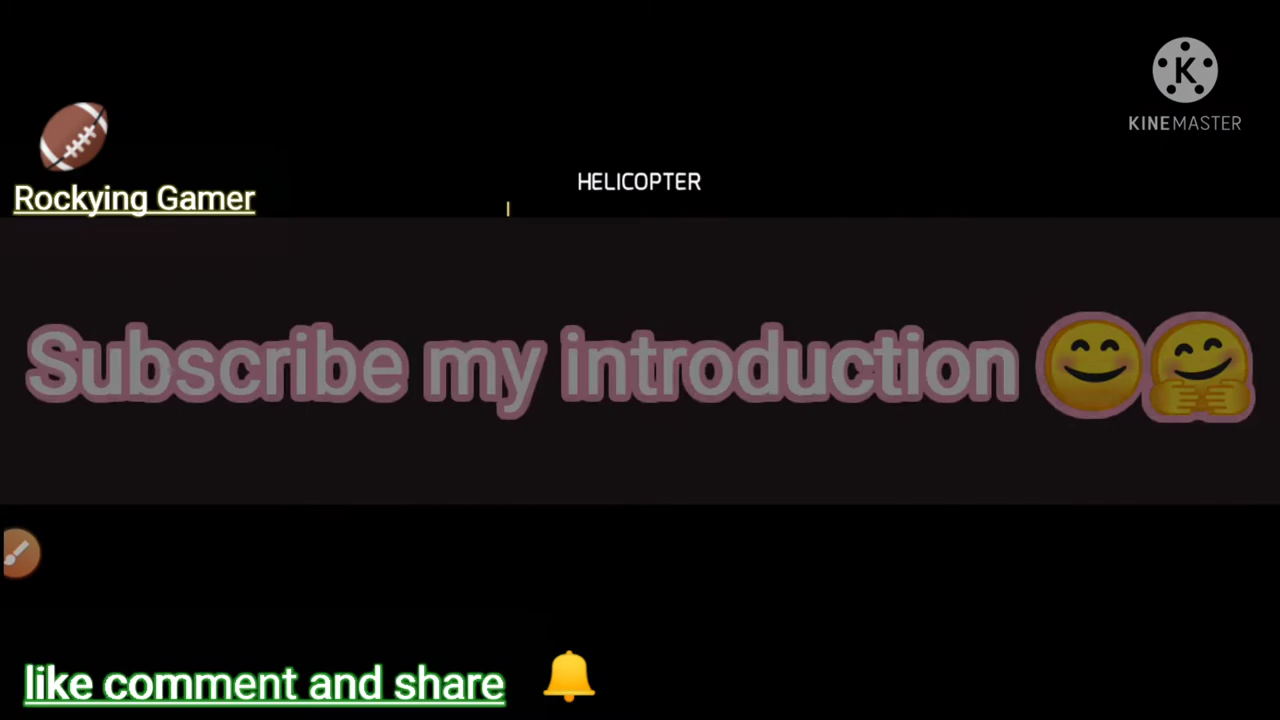 K
KINEMASTER
HELICOPTER
Rockying Gamer
Subscribe my introduction 😊🤗
like comment and share 🔔